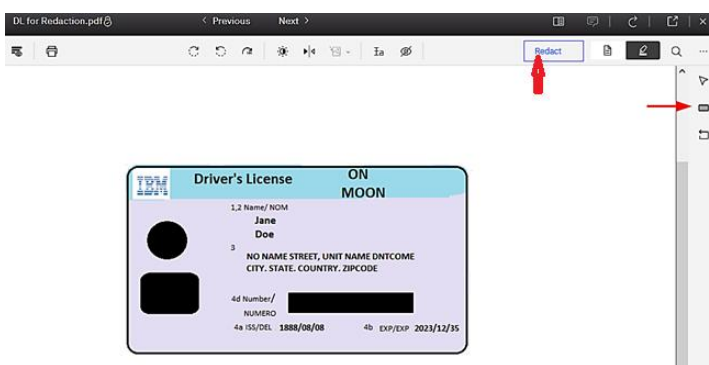 DL for Redaction.pdf
Previous Next
Redact
IBM Driver's License ON
MOON
1,2 Name/ NOM
Jane
Doe
3
NO NAME STREET, UNIT NAME DNTCOME
CITY. STATE. COUNTRY. ZIPCODE
4d Number/
NUMERO
4a ISS/DEL 1888/08/08 4b EXP/EXP 2023/12/35